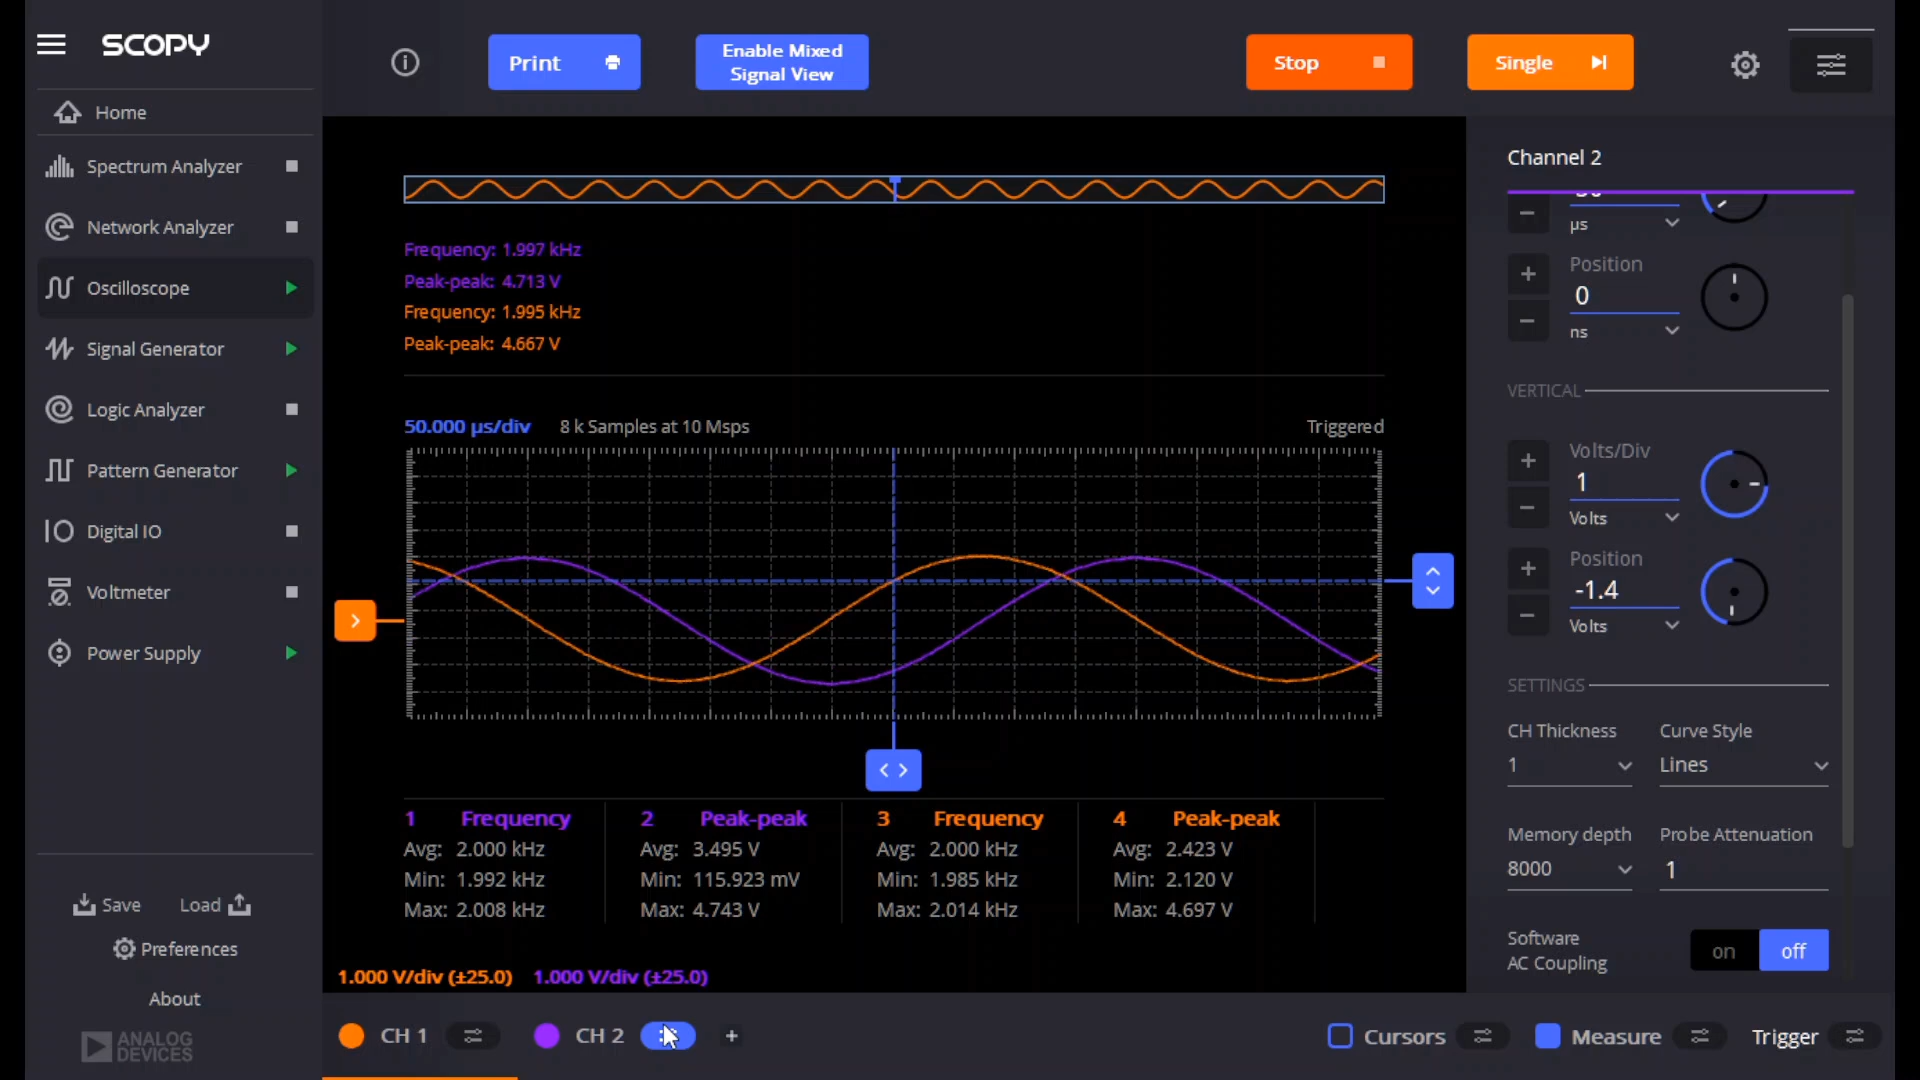 SCOPY
Print
Enable Mixed
Signal View
Stop
Single
Home
Spectrum Analyzer
Network Analyzer
Oscilloscope
Signal Generator
Logic Analyzer
Pattern Generator
Digital IO
Voltmeter
Power Supply
Save
Load
Preferences
About
ANALOG
DEVICES
Frequency: 1.997 kHz
Peak-peak: 4.713 V
Frequency: 1.995 kHz
Peak-peak: 4.667 V
50.000 µs/div 8 k Samples at 10 Msps Triggered
1 Frequency 2 Peak-peak 3 Frequency 4 Peak-peak
Avg: 2.000 kHz Avg: 3.495 V Avg: 2.000 kHz Avg: 2.423 V
Min: 1.992 kHz Min: 115.923 mV Min: 1.985 kHz Min: 2.120 V
Max: 2.008 kHz Max: 4.743 V Max: 2.014 kHz Max: 4.697 V
1.000 V/div (±25.0) 1.000 V/div (±25.0)
CH 1 CH 2 + Cursors Measure Trigger
Channel 2
µs
Position
0
ns
VERTICAL
Volts/Div
1
Volts
Position
-1.4
Volts
SETTINGS
CH Thickness Curve Style
1 Lines
Memory depth Probe Attenuation
8000 1
Software
AC Coupling
on off